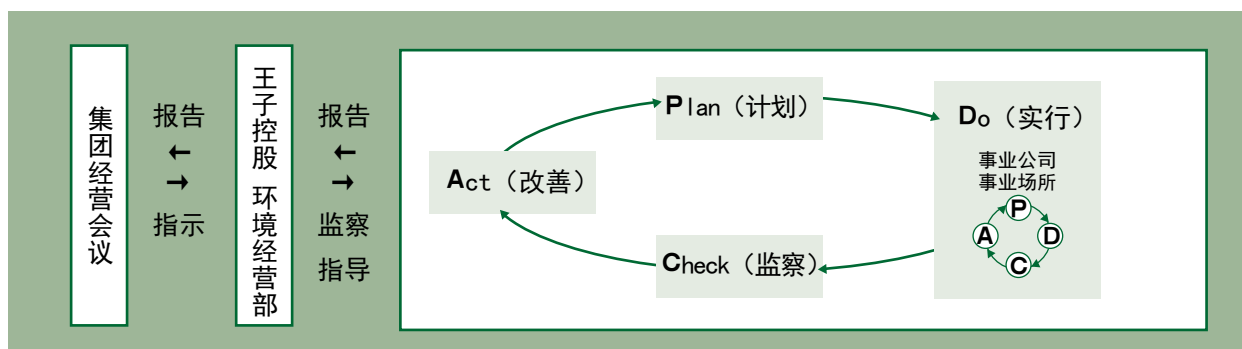 集团经营会议
报告
←
→
指示
王子控股 环境经营部
报告
←
→
监察
指导
Plan（计划）
Do（实行）
事业公司
事业场所
P
A
D
C
Act（改善）
Check（监察）